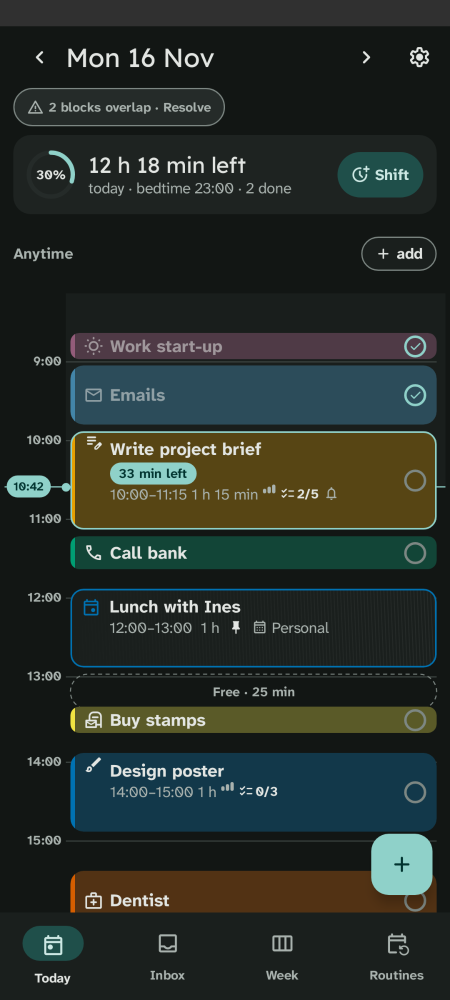 Mon 16 Nov
2 blocks overlap · Resolve
30%
12 h 18 min left
today · bedtime 23:00 · 2 done
Shift
Anytime
+ add
Work start-up
9:00
Emails
10:00
Write project brief
33 min left
10:42
10:00–11:15 1 h 15 min 2/5
11:00
Call bank
12:00
Lunch with Ines
12:00–13:00 1 h Personal
13:00
Free · 25 min
Buy stamps
14:00
Design poster
14:00–15:00 1 h 0/3
15:00
Dentist
Today
Inbox
Week
Routines